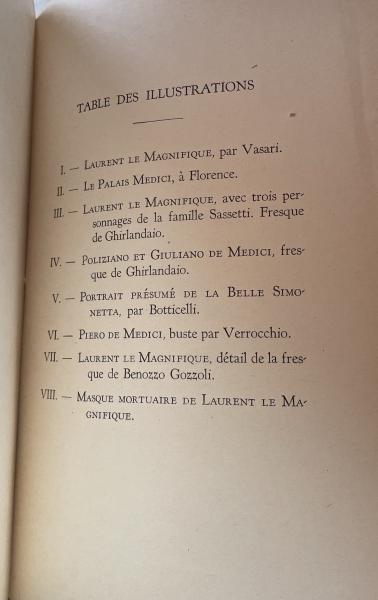 TABLE DES ILLUSTRATIONS
I. — LAURENT LE MAGNIFIQUE, par Vasari.
II. — LE PALAIS MEDICI, à Florence.
III. — LAURENT LE MAGNIFIQUE, avec trois per-
sonnages de la famille Sassetti. Fresque
de Ghirlandaio.
IV. — POLIZIANO ET GIULIANO DE MEDICI, fres-
que de Ghirlandaio.
V. — PORTRAIT PRÉSUMÉ DE LA BELLE SIMO-
NETTA, par Botticelli.
VI. — PIERO DE MEDICI, buste par Verrocchio.
VII. — LAURENT LE MAGNIFIQUE, détail de la fres-
que de Benozzo Gozzoli.
VIII. — MASQUE MORTUAIRE DE LAURENT LE MA-
GNIFIQUE.